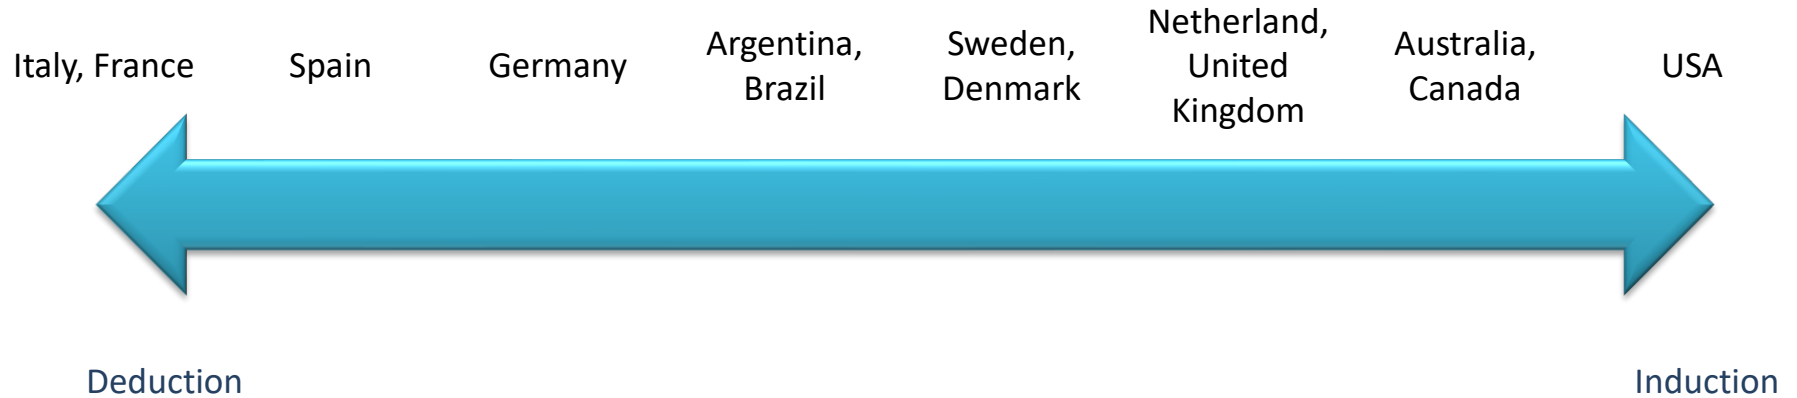 Italy, France
Spain
Germany
Argentina,
Brazil
Sweden,
Denmark
Netherland,
United
Kingdom
Australia,
Canada
USA
Deduction
Induction